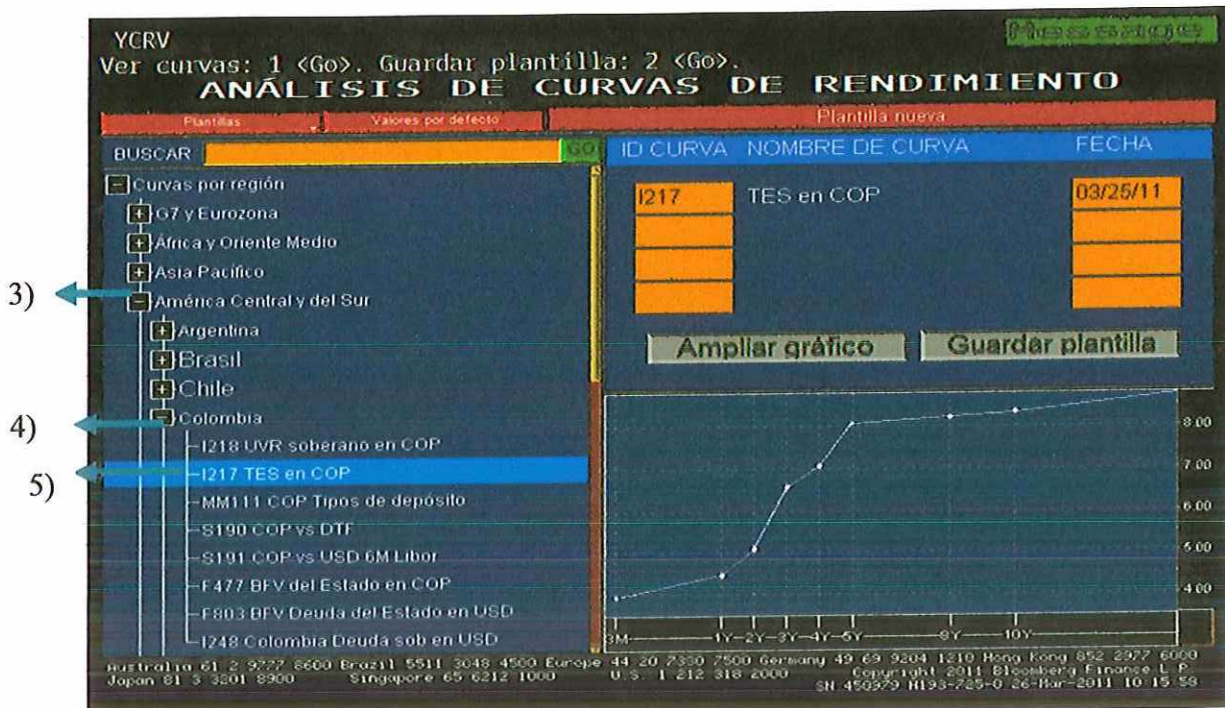 YCRV
Message
Ver curvas: 1 <Go>. Guardar plantilla: 2 <Go>.
ANÁLISIS DE CURVAS DE RENDIMIENTO
Plantillas
Valores por defecto
Plantilla nueva
BUSCAR
GO
ID CURVA NOMBRE DE CURVA FECHA
Curvas por región
G7 y Eurozona
África y Oriente Medio
Asia Pacífico
3)
América Central y del Sur
Argentina
Brasil
Chile
4)
Colombia
I218 UVR soberano en COP
5)
I217 TES en COP
MM111 COP Tipos de depósito
S190 COP vs DTF
S191 COP vs USD 6M Libor
F477 BFV del Estado en COP
F803 BFV Deuda del Estado en USD
I248 Colombia Deuda sob en USD
I217 TES en COP 03/25/11
Ampliar gráfico
Guardar plantilla
8.00
7.00
6.00
5.00
4.00
3M 1Y 2Y 3Y 4Y 5Y 8Y 10Y
Australia 61 2 9777 8600 Brazil 5511 3048 4500 Europe 44 20 7330 7500 Germany 49 69 9204 1210 Hong Kong 852 2977 6000
Japan 81 3 3201 8900 Singapore 65 6212 1000 U.S. 1 212 318 2000 Copyright 2011 Bloomberg Finance L.P.
SN 450979 H193-725-0 26-Mar-2011 10:15:58